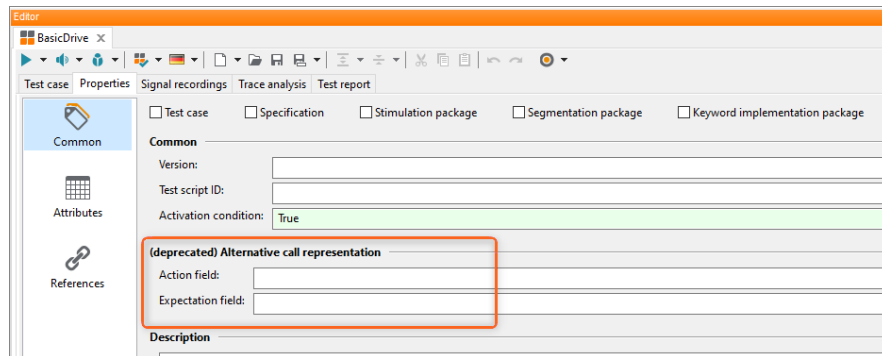 Editor
BasicDrive
Test case Properties Signal recordings Trace analysis Test report
Test case Specification Stimulation package Segmentation package Keyword implementation package
Common
Common
Version:
Test script ID:
Attributes
Activation condition: True
(deprecated) Alternative call representation
Action field:
References
Expectation field:
Description